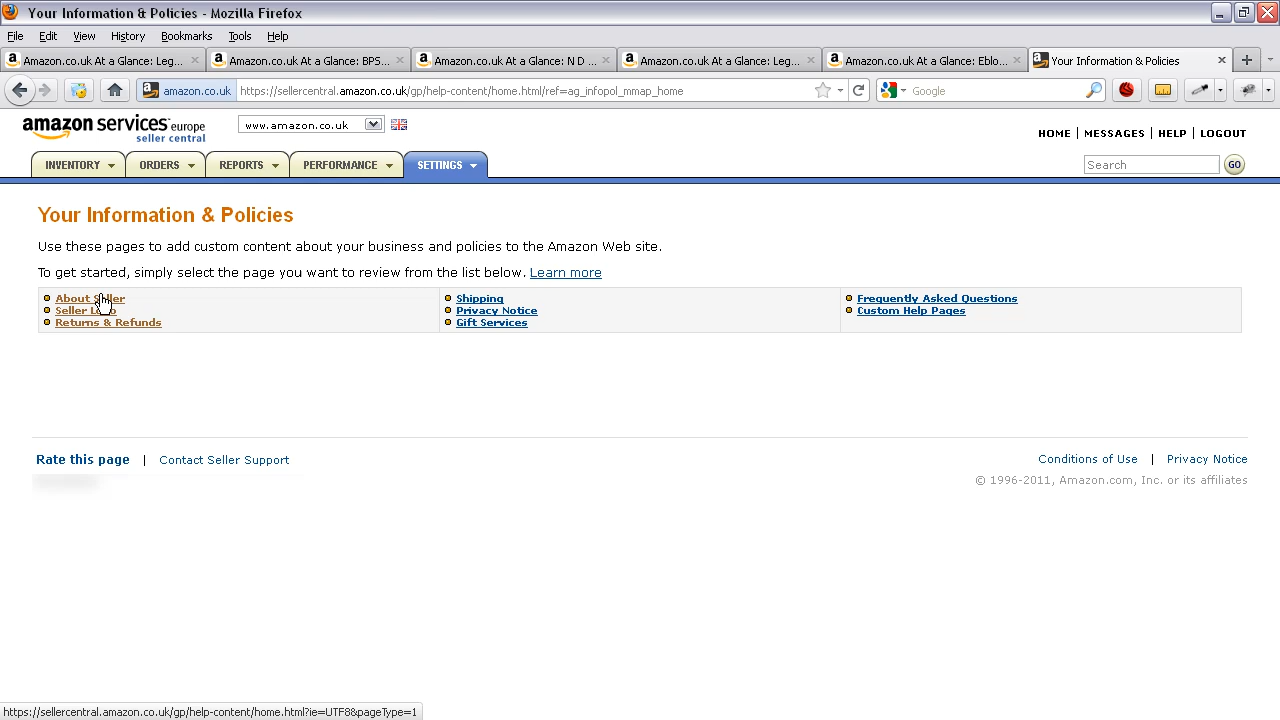 Your Information & Policies - Mozilla Firefox
File Edit View History Bookmarks Tools Help
Amazon.co.uk At a Glance: Leg... Amazon.co.uk At a Glance: BPS... Amazon.co.uk At a Glance: N D ... Amazon.co.uk At a Glance: Leg... Amazon.co.uk At a Glance: Eblo... Your Information & Policies
amazon.co.uk https://sellercentral.amazon.co.uk/gp/help-content/home.html/ref=ag_infopol_mmap_home Google
amazon services europe
seller central
www.amazon.co.uk
HOME | MESSAGES | HELP | LOGOUT
INVENTORY ORDERS REPORTS PERFORMANCE SETTINGS Search GO
Your Information & Policies
Use these pages to add custom content about your business and policies to the Amazon Web site.
To get started, simply select the page you want to review from the list below. Learn more
About Seller Shipping Frequently Asked Questions
Seller Logo Privacy Notice Custom Help Pages
Returns & Refunds Gift Services
Rate this page | Contact Seller Support Conditions of Use | Privacy Notice
© 1996-2011, Amazon.com, Inc. or its affiliates
https://sellercentral.amazon.co.uk/gp/help-content/home.html?ie=UTF8&pageType=1